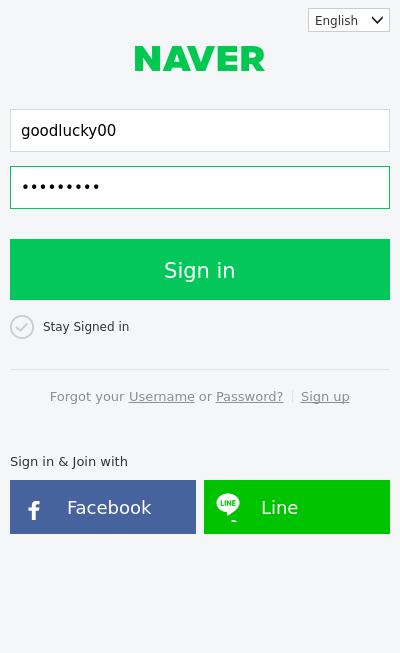 English
NAVER
goodlucky00
•••••••••
Sign in
Stay Signed in
Forgot your Username or Password? Sign up
Sign in & Join with
f Facebook
LINE Line